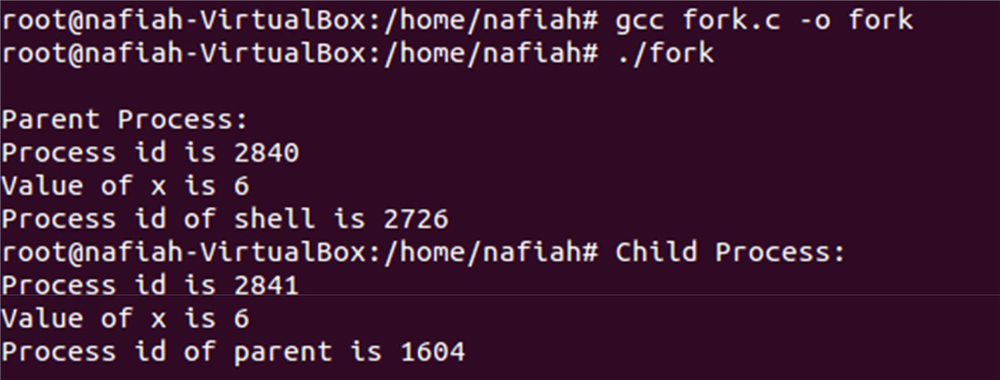 root@nafiah-VirtualBox:/home/nafiah# gcc fork.c -o fork
root@nafiah-VirtualBox:/home/nafiah# ./fork
Parent Process:
Process id is 2840
Value of x is 6
Process id of shell is 2726
root@nafiah-VirtualBox:/home/nafiah# Child Process:
Process id is 2841
Value of x is 6
Process id of parent is 1604